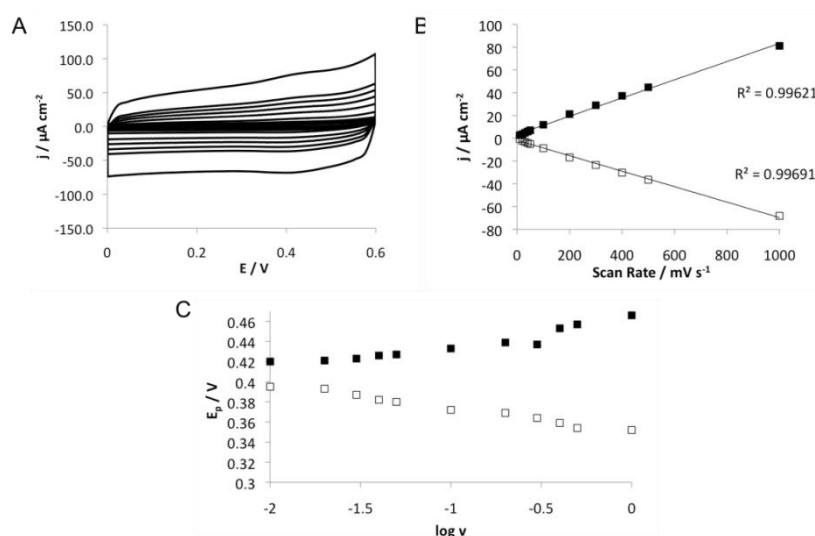 A
150.0
100.0
50.0
0.0
-50.0
-100.0
-150.0
j / µA cm-2
0 0.2 0.4 0.6
E / V
B
100
80
60
40
20
0
-20
-40
-60
-80
j / µA cm-2
R² = 0.99621
R² = 0.99691
0 200 400 600 800 1000
Scan Rate / mV s-1
C
0.46
0.44
0.42
0.4
0.38
0.36
0.34
0.32
0.3
Ep / V
-2 -1.5 -1 -0.5 0
log v